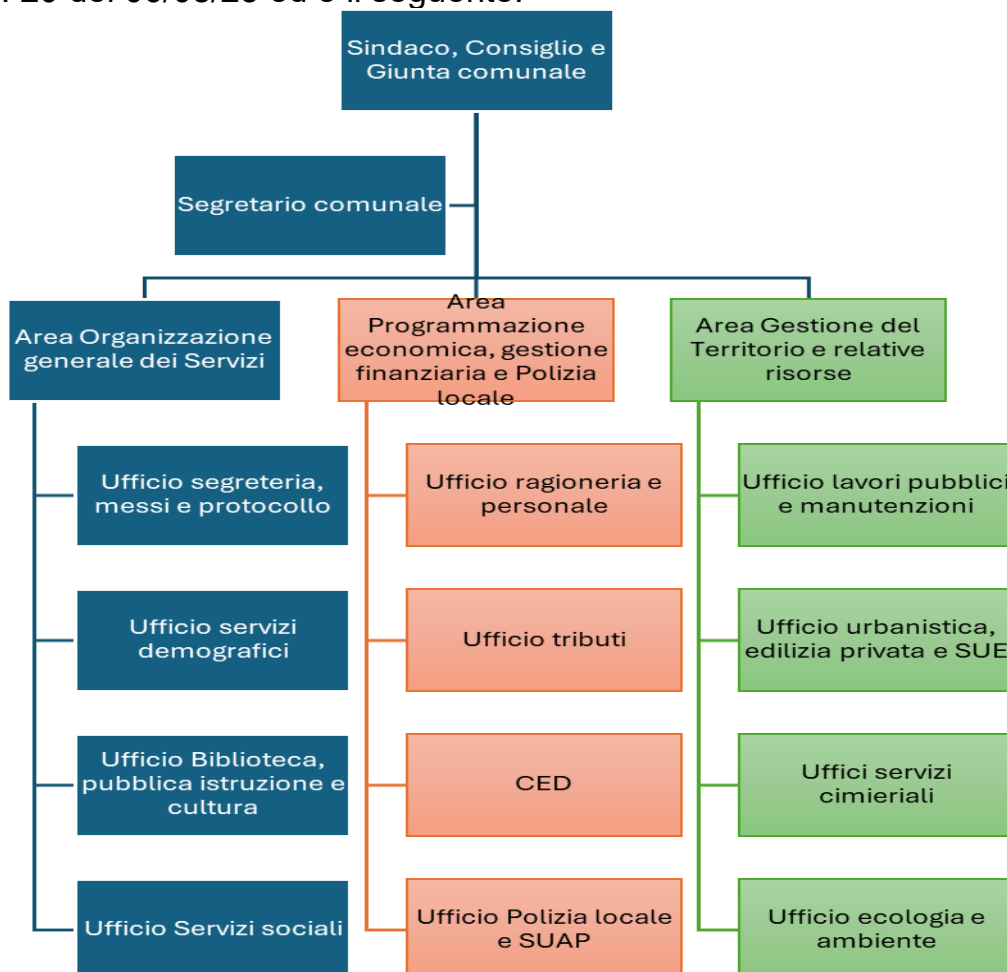 Sindaco, Consiglio e
Giunta comunale
Segretario comunale
Area Organizzazione
generale dei Servizi
Area
Programmazione
economica, gestione
finanziaria e Polizia
locale
Area Gestione del
Territorio e relative
risorse
Ufficio segreteria,
messi e protocollo
Ufficio ragioneria e
personale
Ufficio lavori pubblici
e manutenzioni
Ufficio servizi
demografici
Ufficio tributi
Ufficio urbanistica,
edilizia privata e SUE
Ufficio Biblioteca,
pubblica istruzione e
cultura
CED
Uffici servizi
cimieriali
Ufficio Servizi sociali
Ufficio Polizia locale
e SUAP
Ufficio ecologia e
ambiente